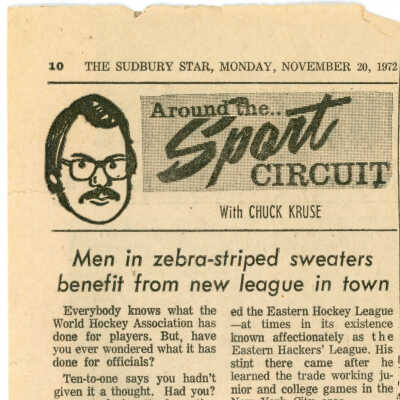 10 THE SUDBURY STAR, MONDAY, NOVEMBER 20, 1972
Around the..
Sport
CIRCUIT
With CHUCK KRUSE
Men in zebra-striped sweaters
benefit from new league in town
Everybody knows what the
World Hockey Association has
done for players. But, have
you ever wondered what it has
done for officials?
Ten-to-one says you hadn't
given it a thought. Had you?
ed the Eastern Hockey League
—at times in its existence
known affectionately as the
Eastern Hackers' League. His
stint there came after he
learned the trade working ju-
nior and college games in the
New York City area